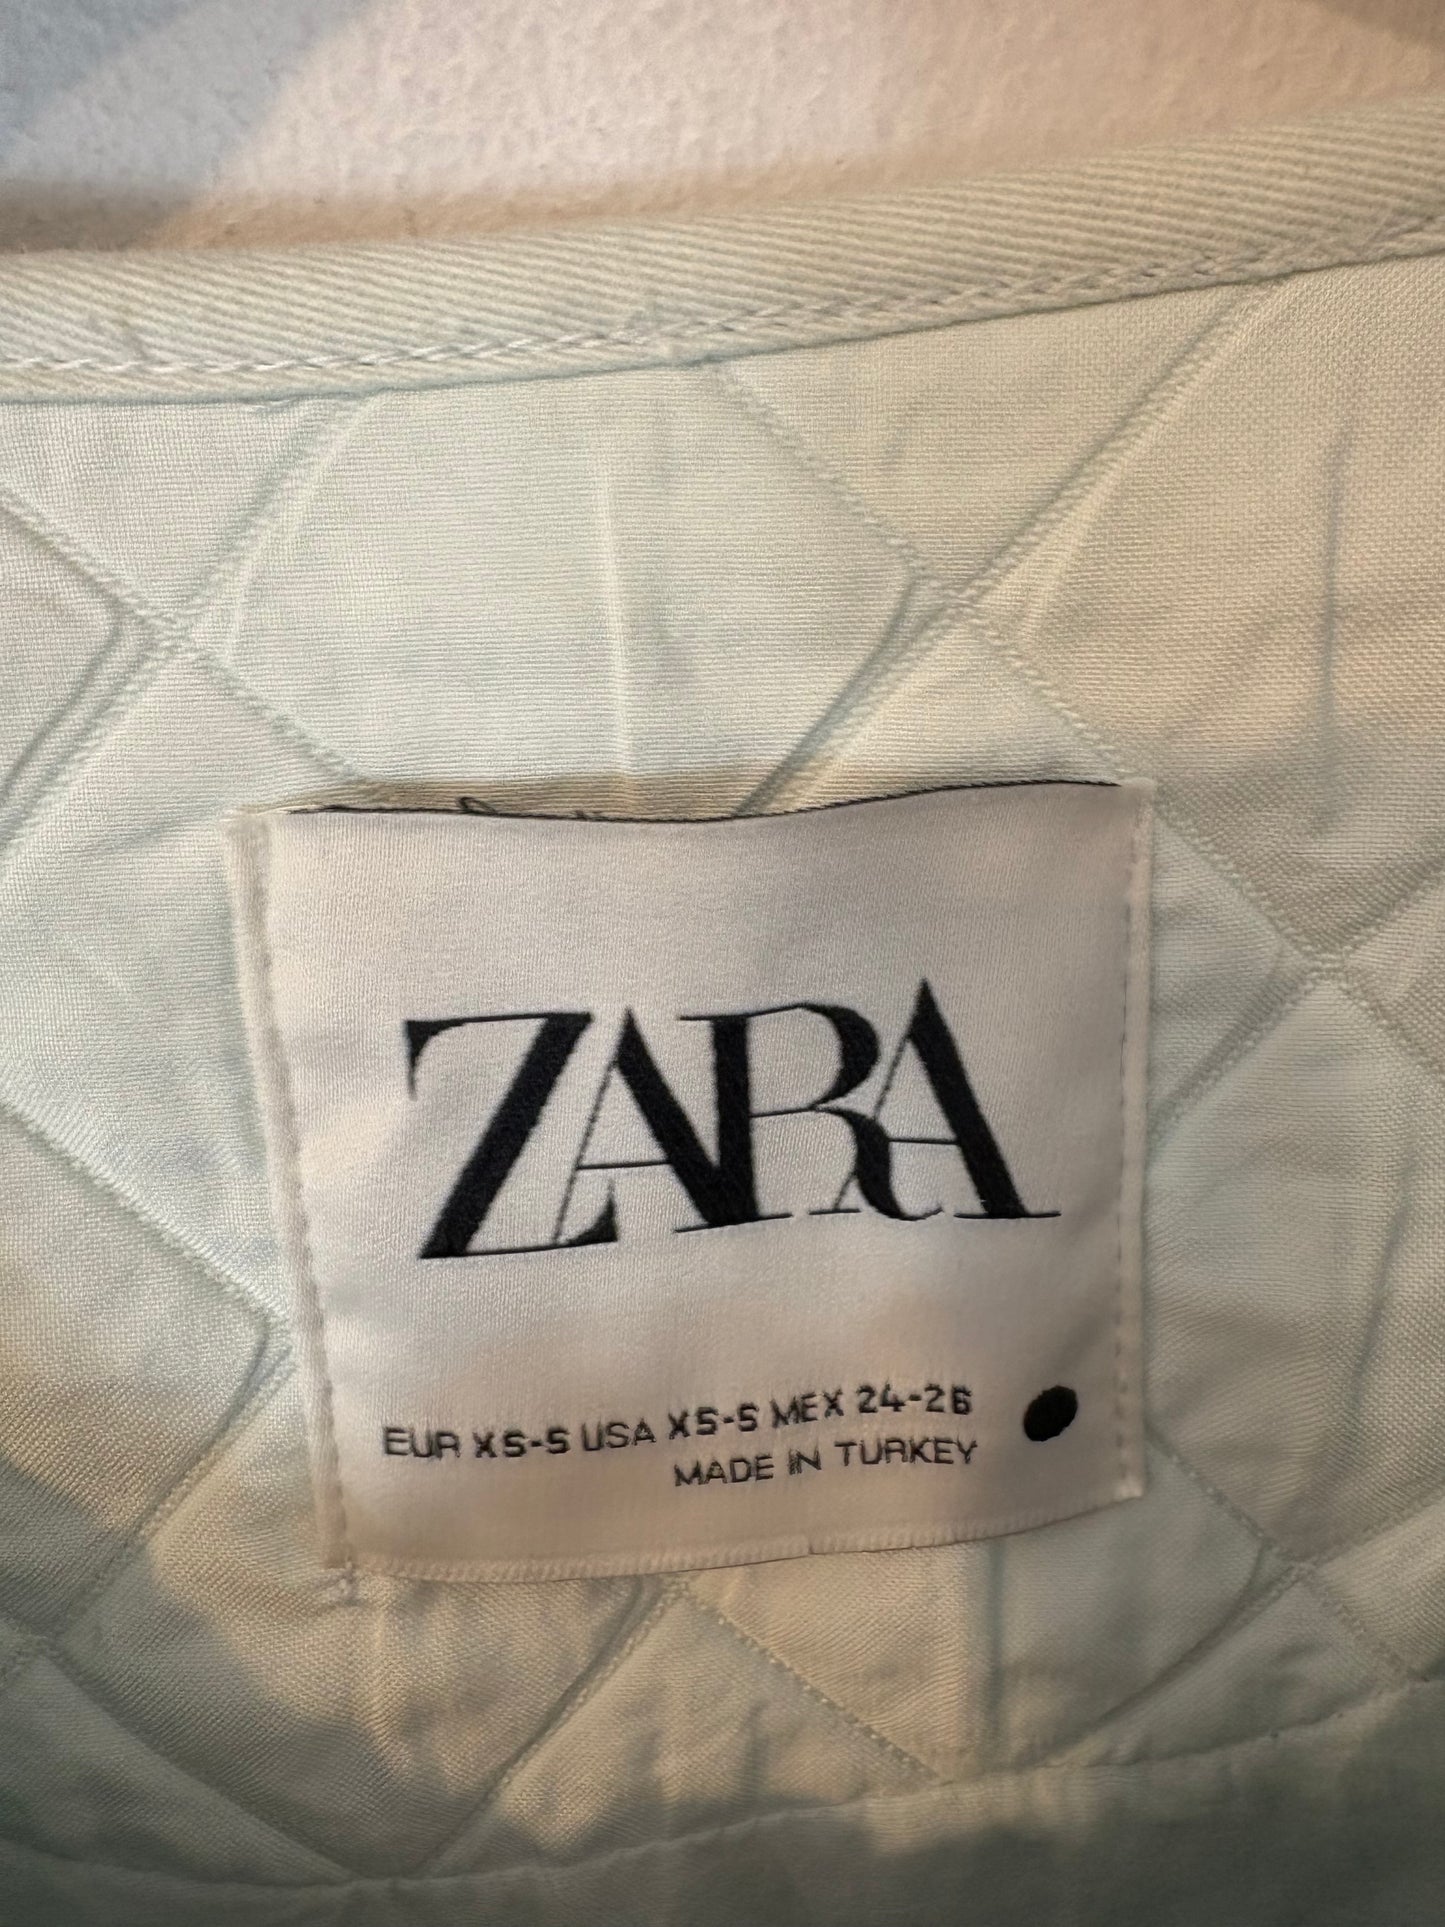 ZARA
EUR XS-S USA XS-S MEX 24-26
MADE IN TURKEY